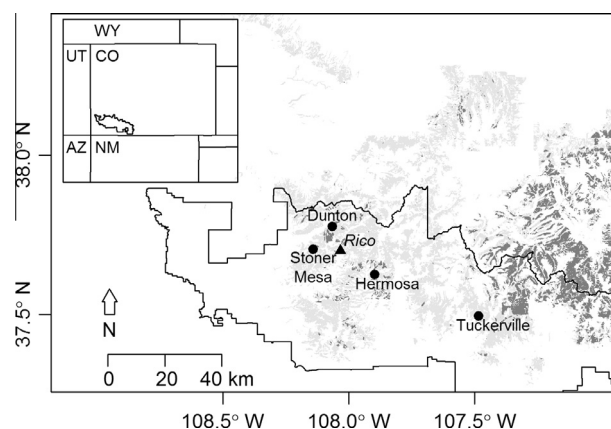 WY
UT CO
AZ NM
38.0° N
37.5° N
Dunton
Rico
Stoner
Mesa
Hermosa
Tuckerville
N
0 20 40 km
108.5° W 108.0° W 107.5° W